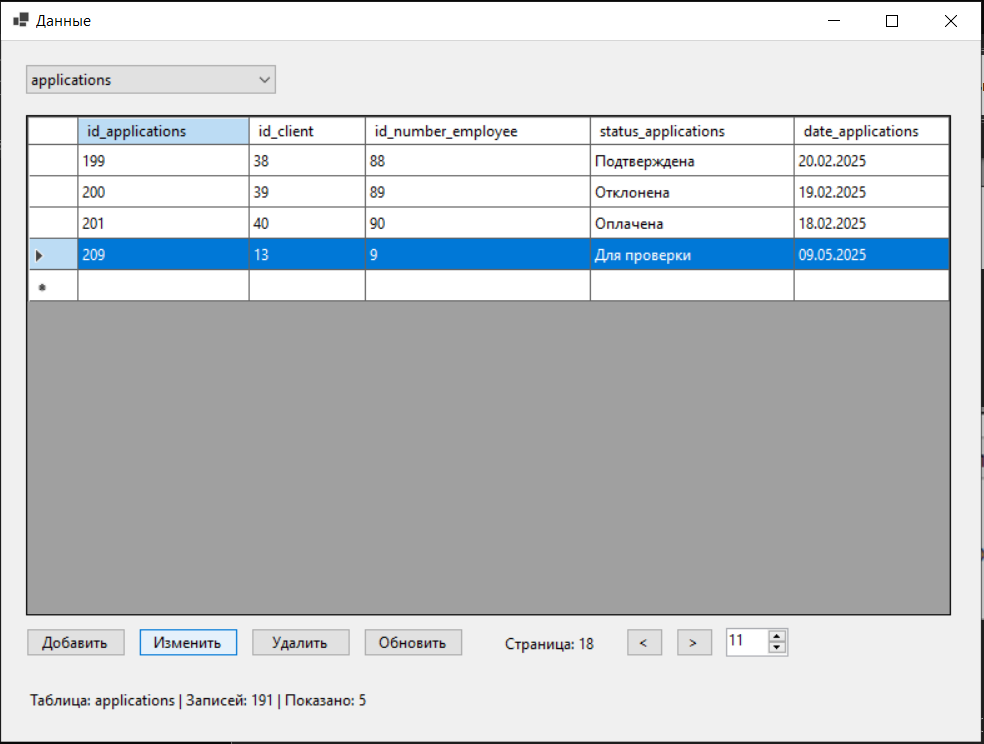 Данные
applications
id_applications id_client id_number_employee status_applications date_applications
199 38 88 Подтверждена 20.02.2025
200 39 89 Отклонена 19.02.2025
201 40 90 Оплачена 18.02.2025
209 13 9 Для проверки 09.05.2025
Добавить Изменить Удалить Обновить Страница: 18 < > 11
Таблица: applications | Записей: 191 | Показано: 5